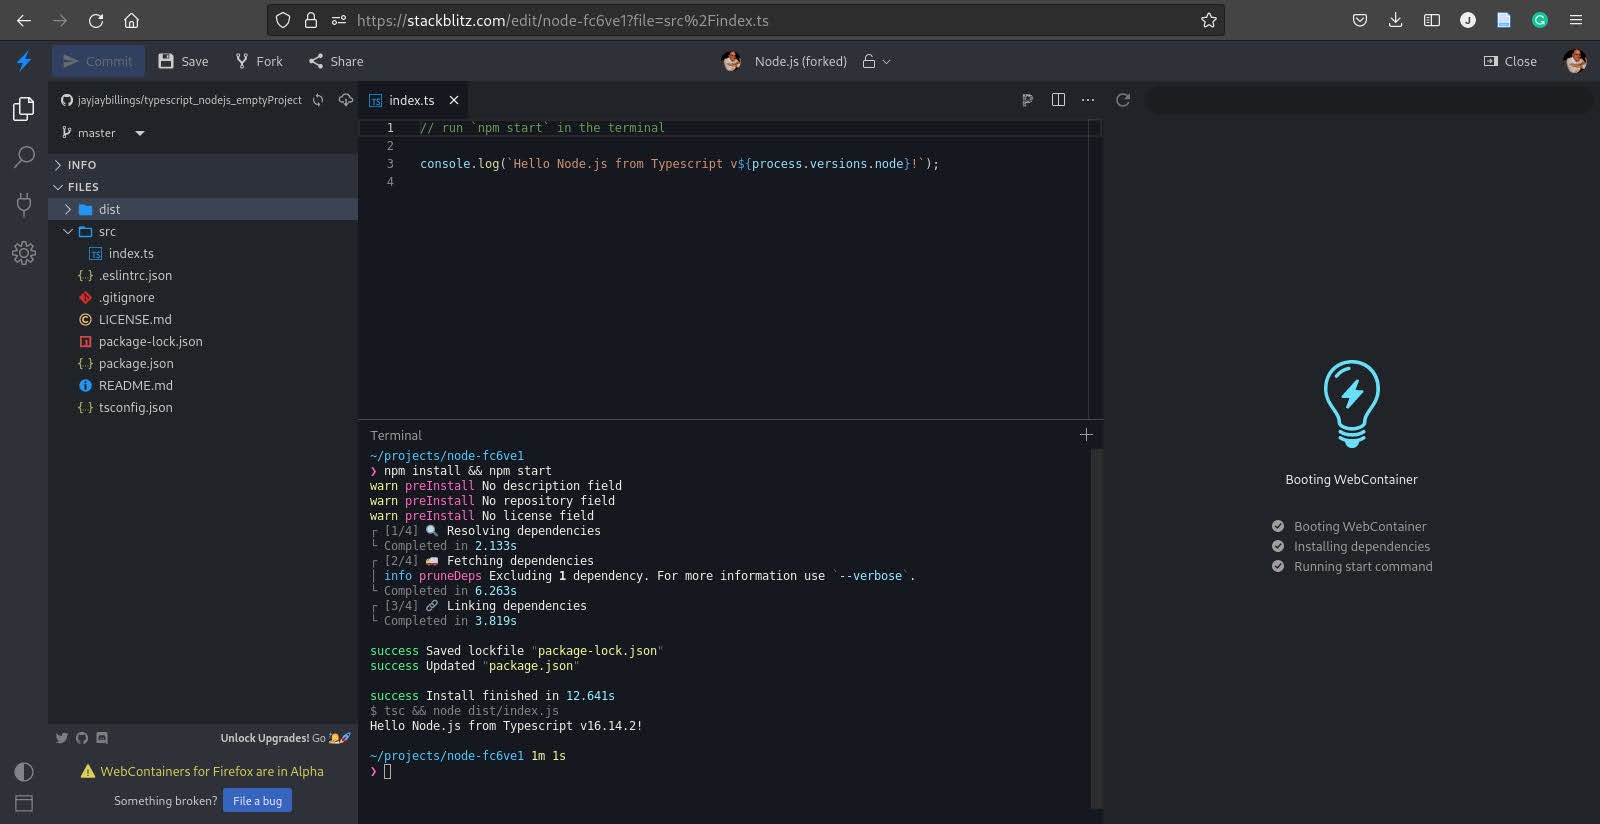 https://stackblitz.com/edit/node-fc6ve1?file=src%2Findex.ts
J
G
Commit
Save
Fork
Share
Node.js (forked)
Close
jayjaybillings/typescript_nodejs_emptyProject
master
INFO
FILES
dist
src
TS index.ts
{..} .eslintrc.json
.gitignore
LICENSE.md
package-lock.json
{..} package.json
README.md
{..} tsconfig.json
Unlock Upgrades! Go
WebContainers for Firefox are in Alpha
Something broken? File a bug
TS index.ts
1 // run `npm start` in the terminal
2
3 console.log(`Hello Node.js from Typescript v${process.versions.node}!`);
4
Terminal
~/projects/node-fc6ve1
❯ npm install && npm start
warn preInstall No description field
warn preInstall No repository field
warn preInstall No license field
┌ [1/4] 🔍 Resolving dependencies
└ Completed in 2.133s
┌ [2/4] 🚚 Fetching dependencies
│ info pruneDeps Excluding 1 dependency. For more information use `--verbose`.
└ Completed in 6.263s
┌ [3/4] 🔗 Linking dependencies
└ Completed in 3.819s
success Saved lockfile "package-lock.json"
success Updated "package.json"
success Install finished in 12.641s
$ tsc && node dist/index.js
Hello Node.js from Typescript v16.14.2!
~/projects/node-fc6ve1 1m 1s
❯
Booting WebContainer
Booting WebContainer
Installing dependencies
Running start command